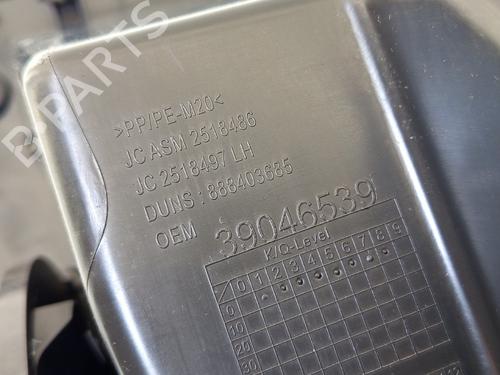 B-PARTS
>PP/PE-M20<
JC ASM 2518486
JC 2518497 LH
DUNS : 888403685
OEM 39046539
K/Q-Level
/ 0 1 2 3 4 5 6 7 8 9
0
10
20
30